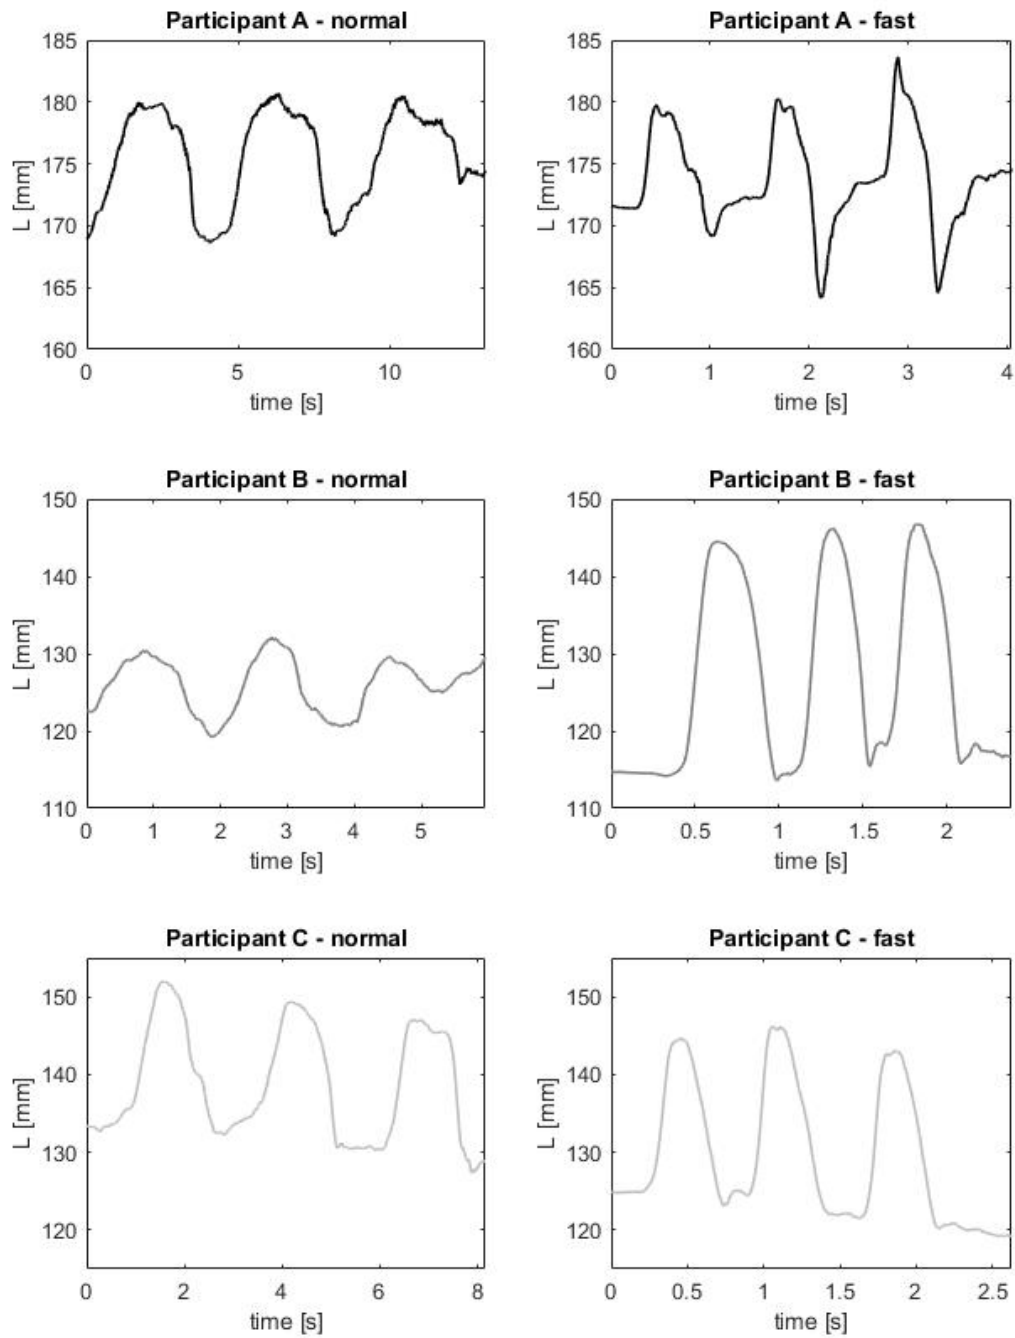 Participant A - normal
185
180
175
170
165
160
L [mm]
0 5 10
time [s]
Participant A - fast
185
180
175
170
165
160
L [mm]
0 1 2 3 4
time [s]
Participant B - normal
150
140
130
120
110
L [mm]
0 1 2 3 4 5
time [s]
Participant B - fast
150
140
130
120
110
L [mm]
0 0.5 1 1.5 2
time [s]
Participant C - normal
150
140
130
120
L [mm]
0 2 4 6 8
time [s]
Participant C - fast
150
140
130
120
L [mm]
0 0.5 1 1.5 2 2.5
time [s]